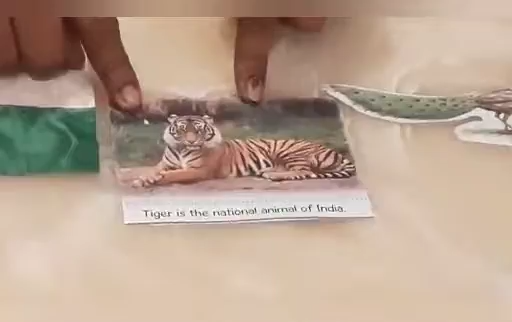 Tiger is the national animal of India.